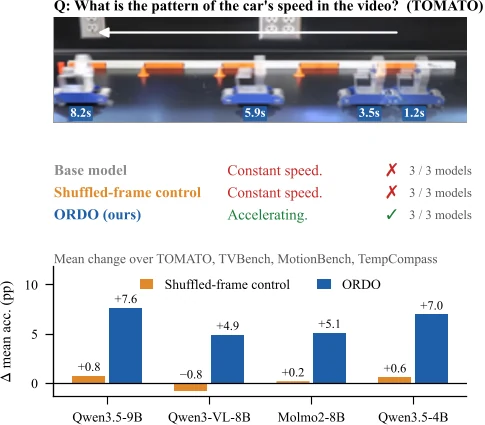 Q: What is the pattern of the car's speed in the video? (TOMATO)
8.2s 5.9s 3.5s 1.2s
Base model Constant speed. ✗ 3 / 3 models
Shuffled-frame control Constant speed. ✗ 3 / 3 models
ORDO (ours) Accelerating. ✓ 3 / 3 models
Mean change over TOMATO, TVBench, MotionBench, TempCompass
Δ mean acc. (pp)
Shuffled-frame control ORDO
10
5
0
+0.8 +7.6 −0.8 +4.9 +0.2 +5.1 +0.6 +7.0
Qwen3.5-9B Qwen3-VL-8B Molmo2-8B Qwen3.5-4B